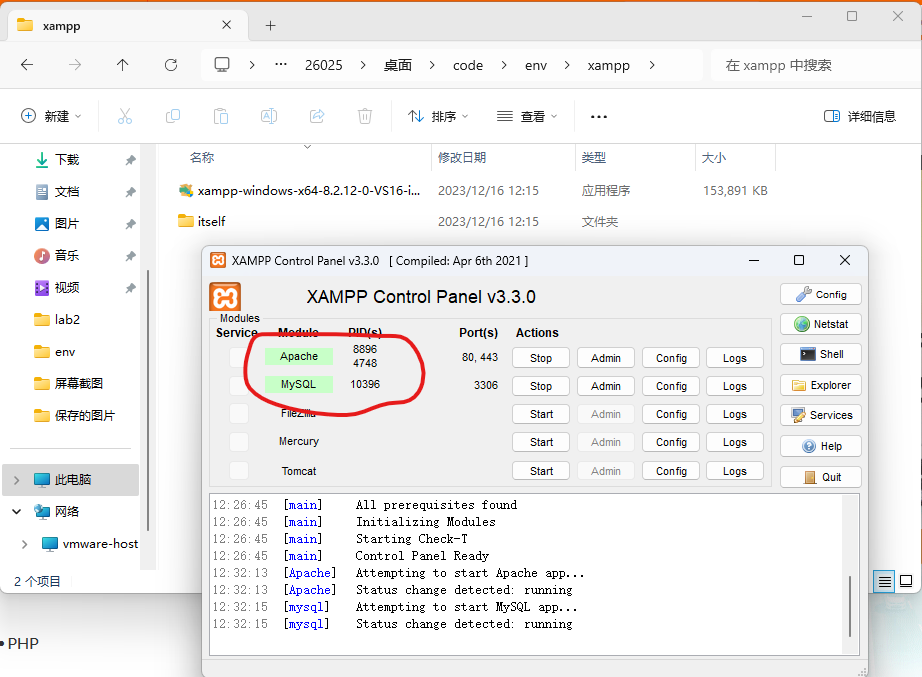 xampp
26025 桌面 code env xampp
在 xampp 中搜索
新建 排序 查看 详细信息
名称 修改日期 类型 大小
下载
文档
图片
音乐
视频
lab2
env
屏幕截图
保存的图片
此电脑
网络
vmware-host
xampp-windows-x64-8.2.12-0-VS16-i... 2023/12/16 12:15 应用程序 153,891 KB
itself 2023/12/16 12:15 文件夹
2 个项目
PHP
XAMPP Control Panel v3.3.0 [ Compiled: Apr 6th 2021 ]
XAMPP Control Panel v3.3.0
Modules
Service Module PID(s) Port(s) Actions
Apache 8896 4748 80, 443 Stop Admin Config Logs
MySQL 10396 3306 Stop Admin Config Logs
FileZilla Start Admin Config Logs
Mercury Start Admin Config Logs
Tomcat Start Admin Config Logs
Config
Netstat
Shell
Explorer
Services
Help
Quit
12:26:45 [main] All prerequisites found
12:26:45 [main] Initializing Modules
12:26:45 [main] Starting Check-T
12:26:45 [main] Control Panel Ready
12:32:13 [Apache] Attempting to start Apache app...
12:32:13 [Apache] Status change detected: running
12:32:15 [mysql] Attempting to start MySQL app...
12:32:15 [mysql] Status change detected: running